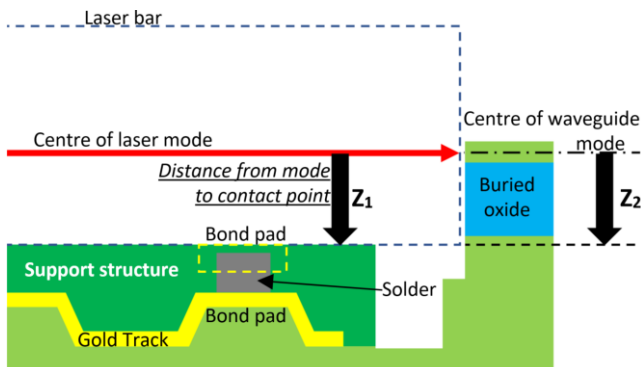 Laser bar
Centre of laser mode
Centre of waveguide
mode
Distance from mode
to contact point
Z1
Z2
Buried
oxide
Bond pad
Support structure
Solder
Bond pad
Gold Track